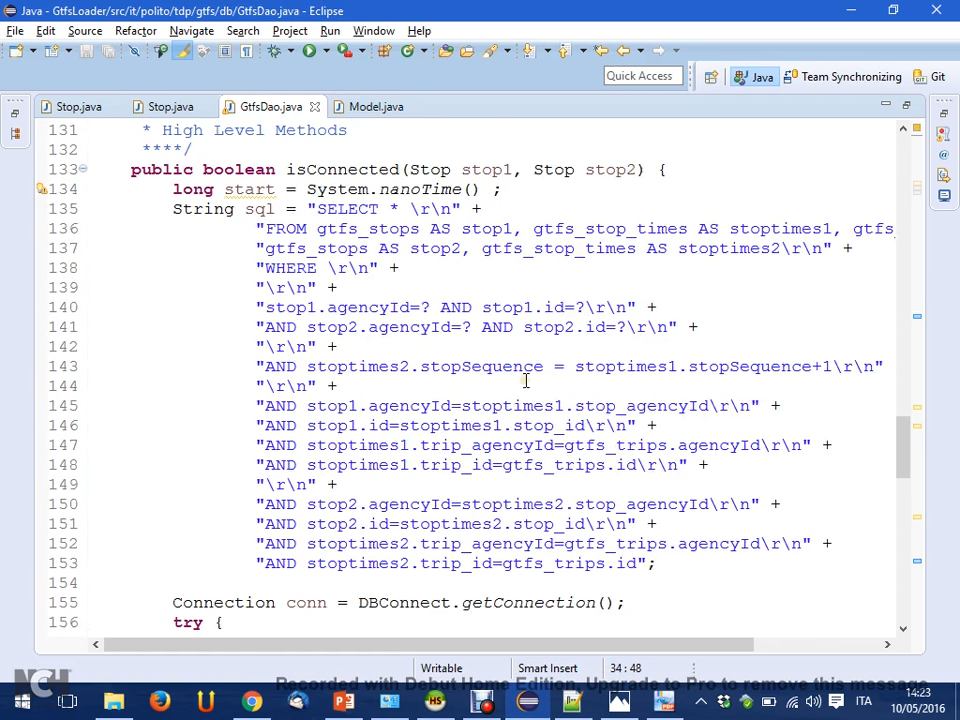 Java - GtfsLoader/src/it/polito/tdp/gtfs/db/GtfsDao.java - Eclipse
File Edit Source Refactor Navigate Search Project Run Window Help
Quick Access Java Team Synchronizing Git
Stop.java Stop.java GtfsDao.java Model.java
131 * High Level Methods
132 ****/
133 public boolean isConnected(Stop stop1, Stop stop2) {
134 long start = System.nanoTime() ;
135 String sql = "SELECT * \r\n" +
136 "FROM gtfs_stops AS stop1, gtfs_stop_times AS stoptimes1, gtfs_
137 "gtfs_stops AS stop2, gtfs_stop_times AS stoptimes2\r\n" +
138 "WHERE \r\n" +
139 "\r\n" +
140 "stop1.agencyId=? AND stop1.id=?\r\n" +
141 "AND stop2.agencyId=? AND stop2.id=?\r\n" +
142 "\r\n" +
143 "AND stoptimes2.stopSequence = stoptimes1.stopSequence+1\r\n"
144 "\r\n" +
145 "AND stop1.agencyId=stoptimes1.stop_agencyId\r\n" +
146 "AND stop1.id=stoptimes1.stop_id\r\n" +
147 "AND stoptimes1.trip_agencyId=gtfs_trips.agencyId\r\n" +
148 "AND stoptimes1.trip_id=gtfs_trips.id\r\n" +
149 "\r\n" +
150 "AND stop2.agencyId=stoptimes2.stop_agencyId\r\n" +
151 "AND stop2.id=stoptimes2.stop_id\r\n" +
152 "AND stoptimes2.trip_agencyId=gtfs_trips.agencyId\r\n" +
153 "AND stoptimes2.trip_id=gtfs_trips.id";
154
155 Connection conn = DBConnect.getConnection();
156 try {
Writable Smart Insert 34 : 48
NCH
Recorded with Debut Home Edition, Upgrade to Pro to remove this message
ITA 14:23
10/05/2016